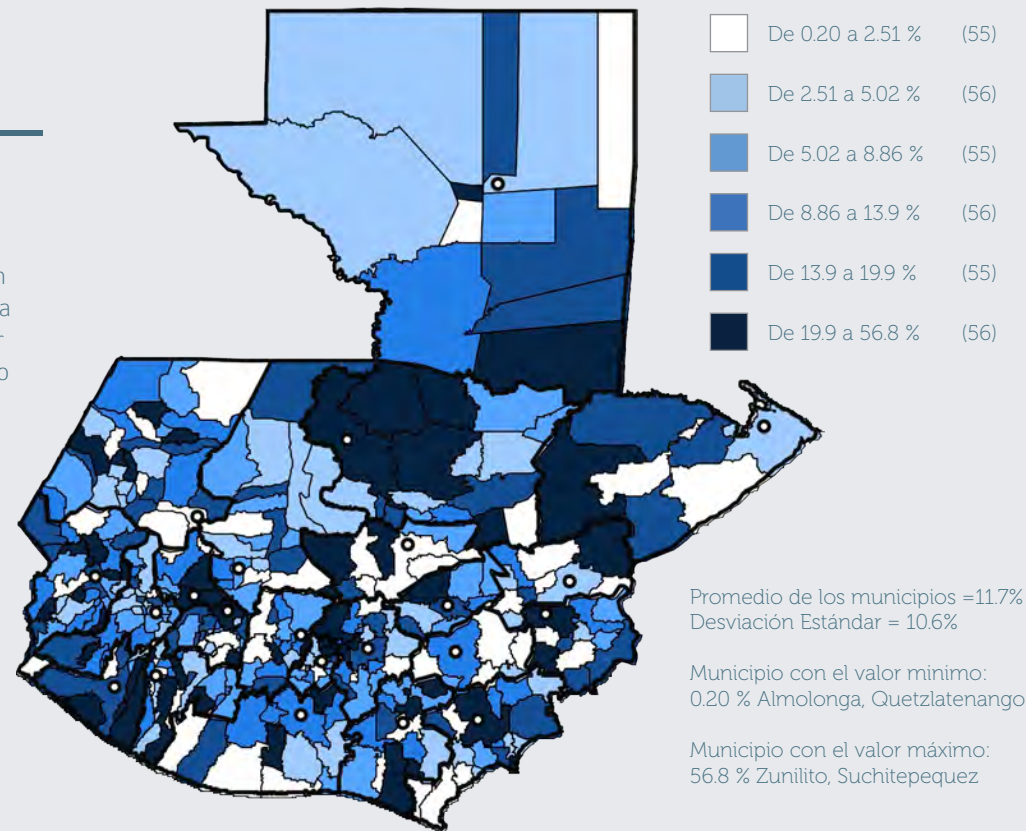 De 0.20 a 2.51 % (55)
De 2.51 a 5.02 % (56)
De 5.02 a 8.86 % (55)
De 8.86 a 13.9 % (56)
De 13.9 a 19.9 % (55)
De 19.9 a 56.8 % (56)
n
a
-
o
Promedio de los municipios =11.7%
Desviación Estándar = 10.6%
Municipio con el valor minimo:
0.20 % Almolonga, Quetzlatenango
Municipio con el valor máximo:
56.8 % Zunilito, Suchitepequez